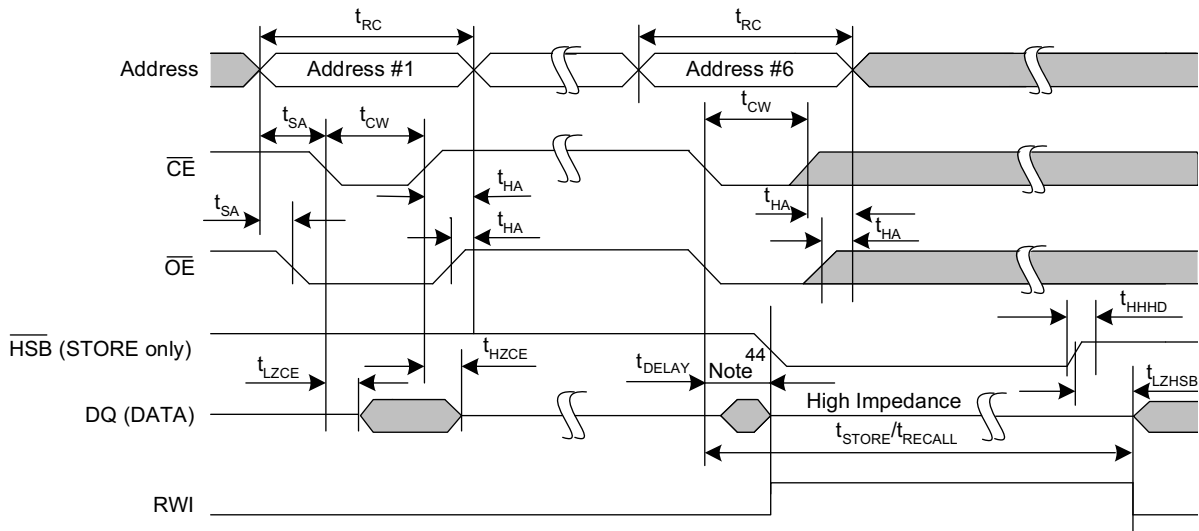 tRC tRC
Address Address #1 Address #6
tCW
tSA tCW
CE
tHA tHA
tSA tHA tHA
OE
tHHHD
HSB (STORE only)
tLZCE tHZCE tDELAY Note 44 tLZHSB
DQ (DATA) High Impedance
tSTORE/tRECALL
RWI